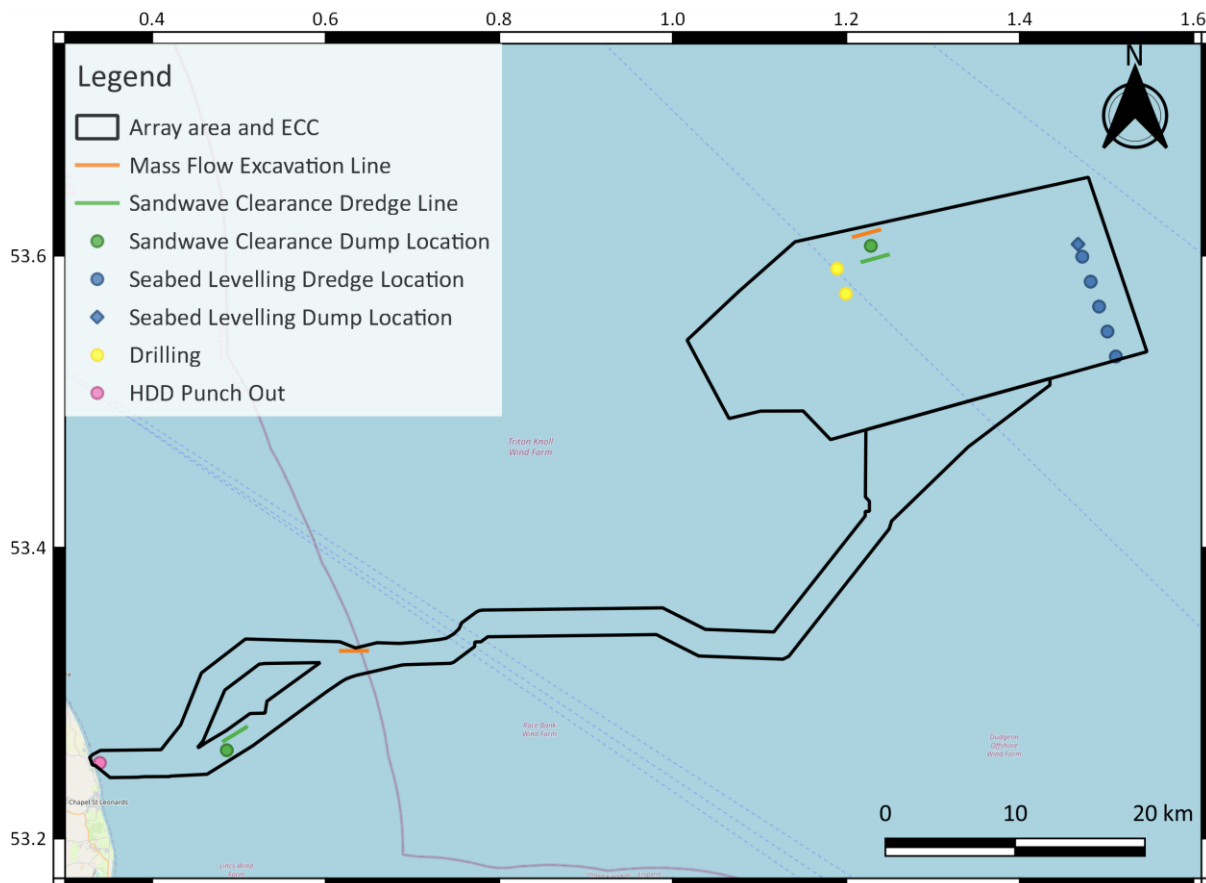 0.4 0.6 0.8 1.0 1.2 1.4 1.6
N
Legend
Array area and ECC
Mass Flow Excavation Line
Sandwave Clearance Dredge Line
Sandwave Clearance Dump Location
Seabed Levelling Dredge Location
Seabed Levelling Dump Location
Drilling
HDD Punch Out
53.6
Triton Knoll
Wind Farm
53.4
Race Bank
Wind Farm
Dudgeon
Offshore
Wind Farm
Chapel St Leonards
0 10 20 km
53.2
Lincs Wind
Farm